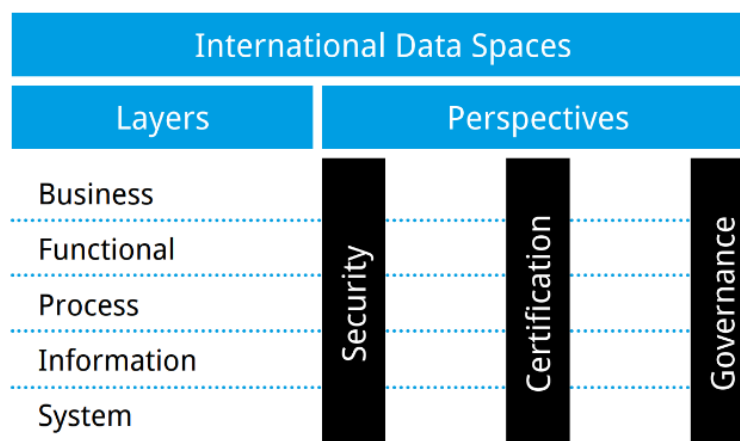 International Data Spaces
Layers
Perspectives
Business
Functional
Process
Information
System
Security
Certification
Governance